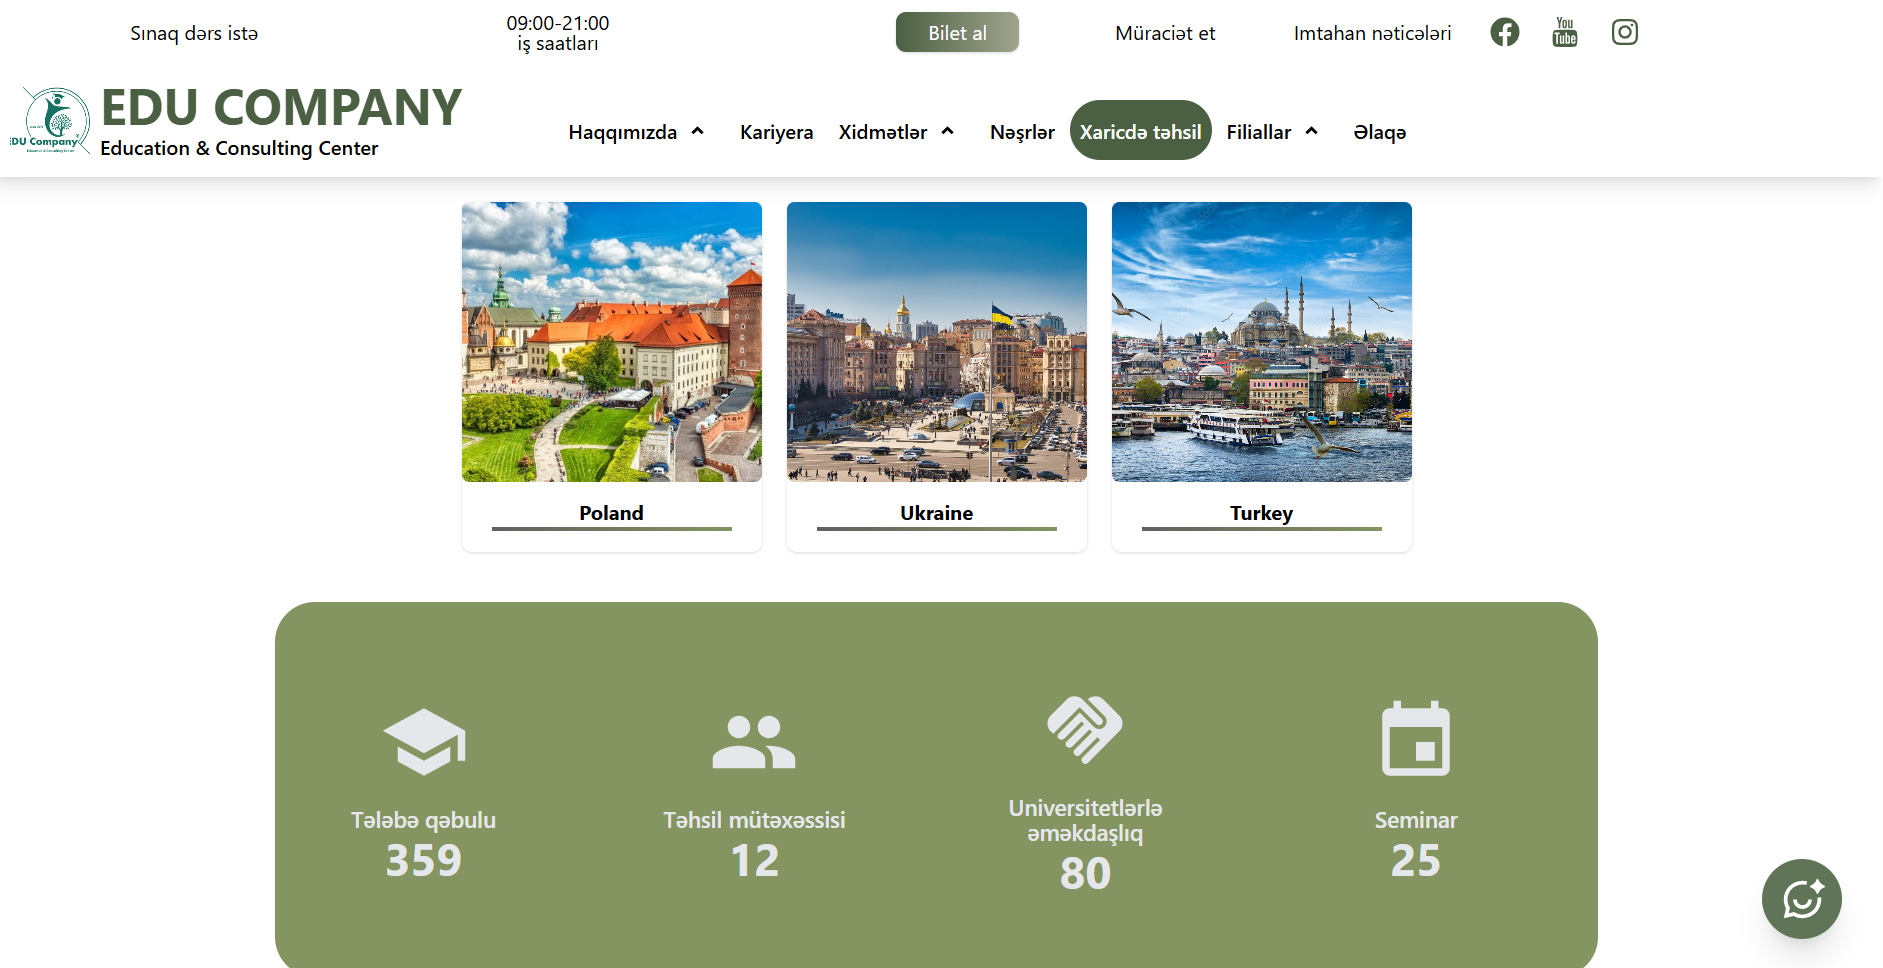 Sınaq dərs istə
09:00-21:00
iş saatları
Bilet al
Müraciət et
Imtahan nəticələri
You
Tube
EDU COMPANY
Education & Consulting Center
EDU Company
Haqqımızda
Kariyera
Xidmətlər
Nəşrlər
Xaricdə təhsil
Filiallar
Əlaqə
Poland
Ukraine
Turkey
Tələbə qəbulu
359
Təhsil mütəxəssisi
12
Universitetlərlə
əməkdaşlıq
80
Seminar
25